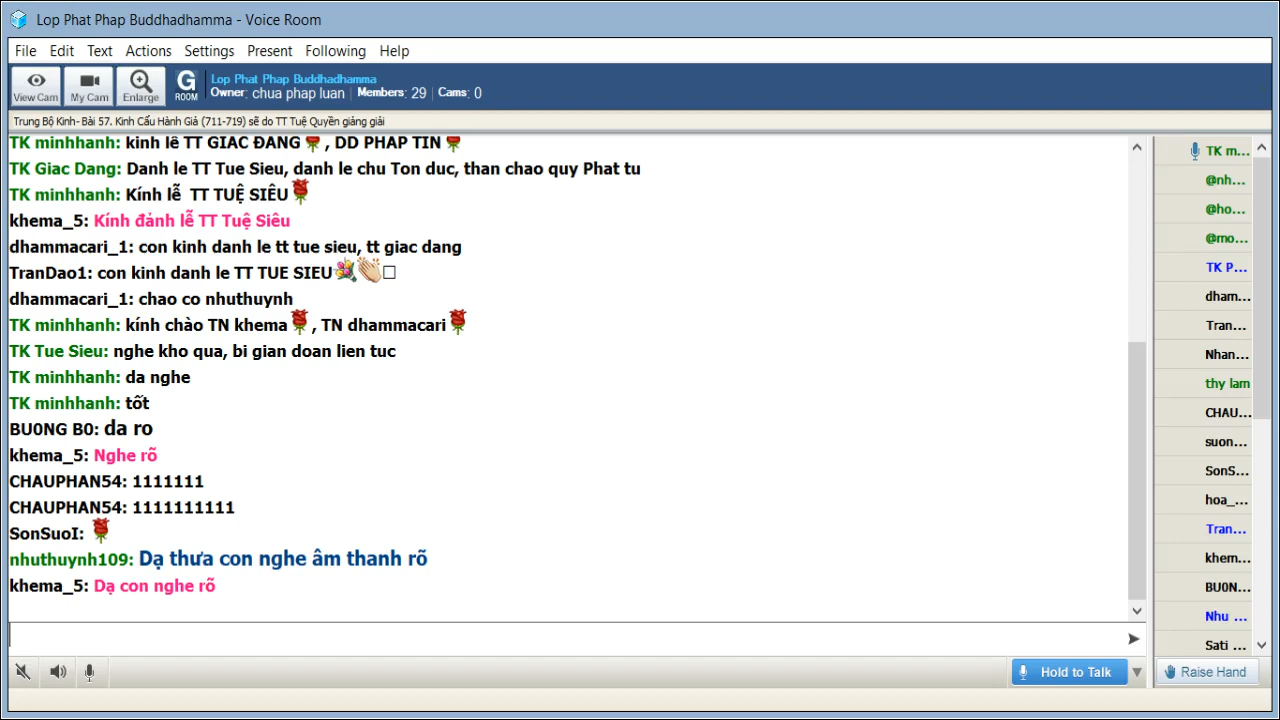 Lop Phat Phap Buddhadhamma - Voice Room
File Edit Text Actions Settings Present Following Help
View Cam My Cam Enlarge G ROOM
Lop Phat Phap Buddhadhamma
Owner: chua phap luan Members: 29 Cams: 0
Trung Bộ Kinh- Bài 57. Kinh Cẩu Hành Giả (711-719) sẽ do TT Tuệ Quyền giảng giải
TK minhhanh: kinh lê TT GIAC ĐANG, DD PHAP TIN
TK Giac Dang: Danh le TT Tue Sieu, danh le chu Ton duc, than chao quy Phat tu
TK minhhanh: Kính lễ TT TUỆ SIÊU
khema_5: Kính đảnh lễ TT Tuệ Siêu
dhammacari_1: con kinh danh le tt tue sieu, tt giac dang
TranDao1: con kinh danh le TT TUE SIEU
dhammacari_1: chao co nhuthuynh
TK minhhanh: kính chào TN khema, TN dhammacari
TK Tue Sieu: nghe kho qua, bi gian doan lien tuc
TK minhhanh: da nghe
TK minhhanh: tốt
BU0NG B0: da ro
khema_5: Nghe rõ
CHAUPHAN54: 1111111
CHAUPHAN54: 1111111111
SonSuoI:
nhuthuynh109: Dạ thưa con nghe âm thanh rõ
khema_5: Dạ con nghe rõ
TK m...
@nh...
@ho...
@mo...
TK P...
dham...
Tran...
Nhan...
thy lam
CHAU...
suon...
SonS...
hoa_...
Tran...
khem...
BU0N...
Nhu ...
Sati ...
Hold to Talk
Raise Hand